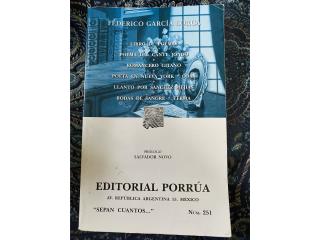 FEDERICO GARCÍA LORCA
LIBRO DE POEMAS
POEMA DEL CANTE JONDO
ROMANCERO GITANO
POETA EN NUEVA YORK * ODAS
LLANTO POR SÁNCHEZ MEJÍAS
BODAS DE SANGRE * YERMA
PRÓLOGO
SALVADOR NOVO
EDITORIAL PORRÚA
AV. REPÚBLICA ARGENTINA 15. MÉXICO
"SEPAN CUANTOS..." NÚM. 251